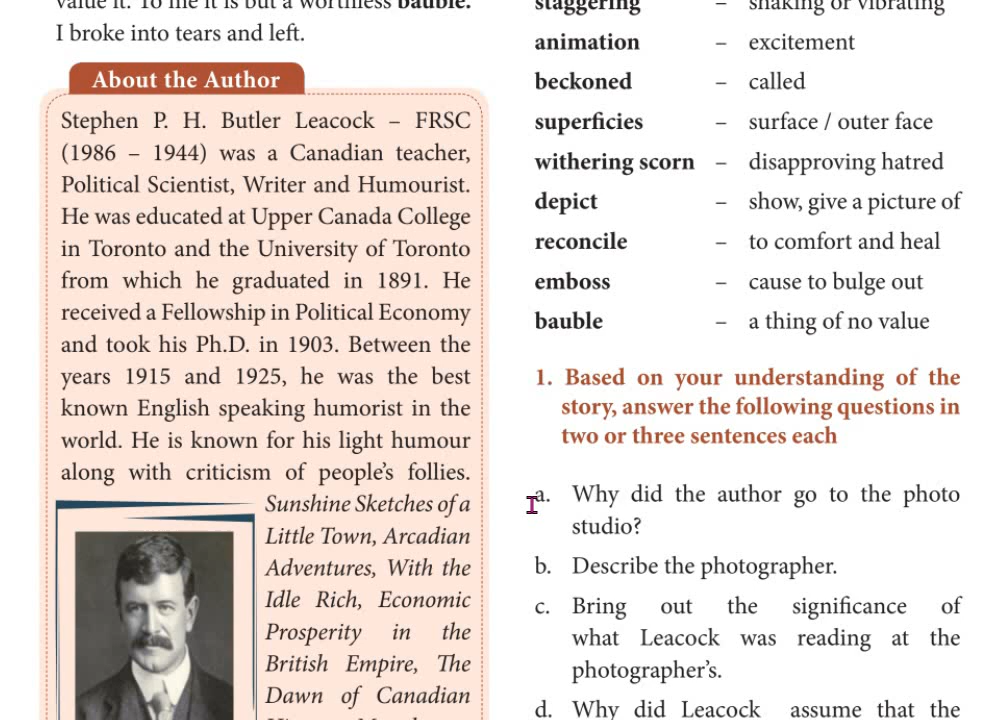 value it. To me it is but a worthless bauble.
I broke into tears and left.
About the Author
Stephen P. H. Butler Leacock – FRSC
(1986 – 1944) was a Canadian teacher,
Political Scientist, Writer and Humourist.
He was educated at Upper Canada College
in Toronto and the University of Toronto
from which he graduated in 1891. He
received a Fellowship in Political Economy
and took his Ph.D. in 1903. Between the
years 1915 and 1925, he was the best
known English speaking humorist in the
world. He is known for his light humour
along with criticism of people's follies.
Sunshine Sketches of a
Little Town, Arcadian
Adventures, With the
Idle Rich, Economic
Prosperity in the
British Empire, The
Dawn of Canadian
staggering – shaking or vibrating
animation – excitement
beckoned – called
superficies – surface / outer face
withering scorn – disapproving hatred
depict – show, give a picture of
reconcile – to comfort and heal
emboss – cause to bulge out
bauble – a thing of no value
1. Based on your understanding of the
story, answer the following questions in
two or three sentences each
a. Why did the author go to the photo
studio?
b. Describe the photographer.
c. Bring out the significance of
what Leacock was reading at the
photographer's.
d. Why did Leacock assume that the